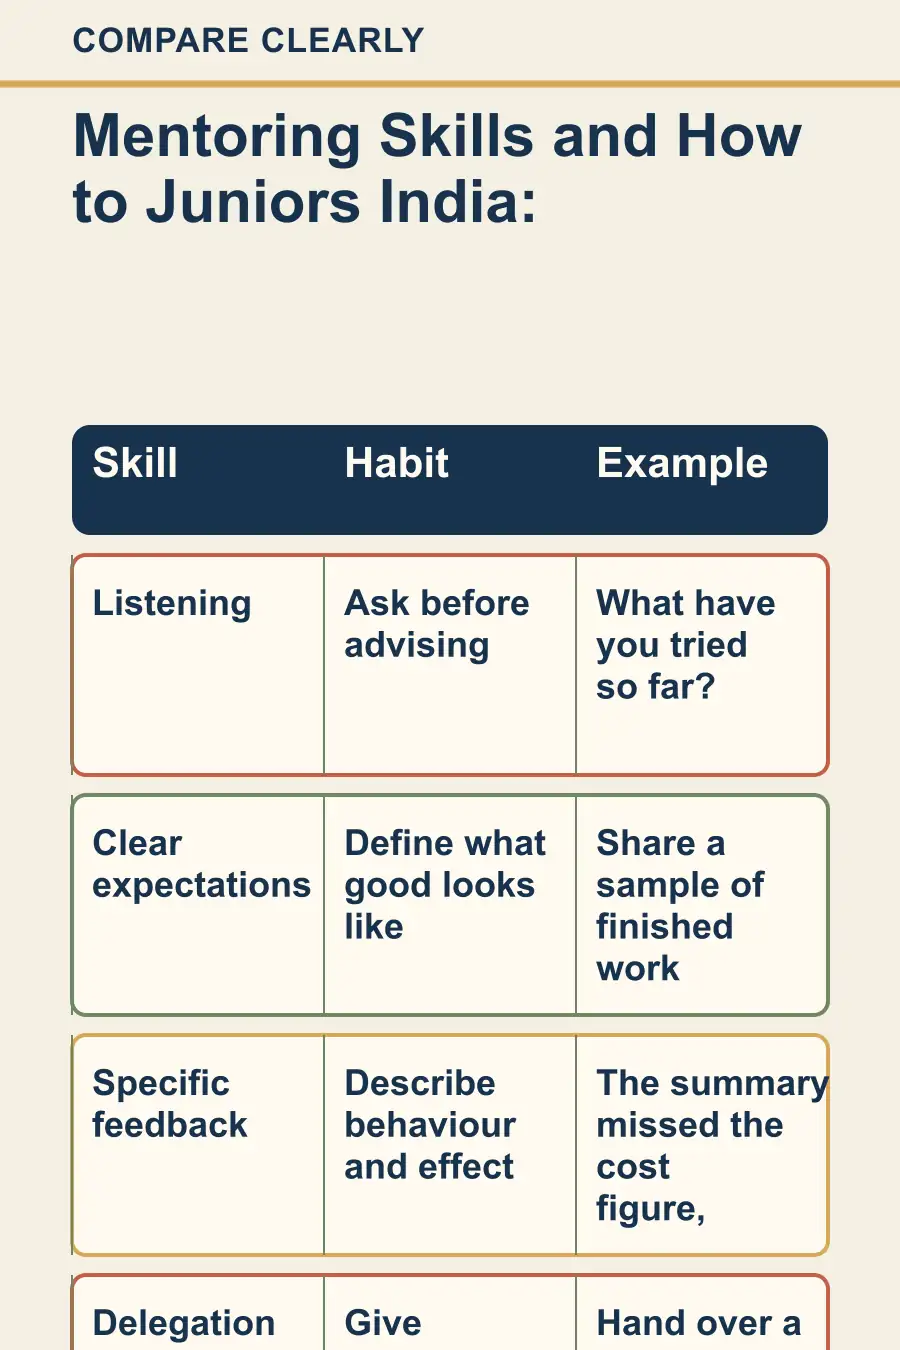 COMPARE CLEARLY
Mentoring Skills and How
to Juniors India:
Skill
Habit
Example
Listening
Ask before
advising
What have
you tried
so far?
Clear
expectations
Define what
good looks
like
Share a
sample of
finished
work
Specific
feedback
Describe
behaviour
and effect
The summary
missed the
cost
figure,
Delegation
Give
Hand over a